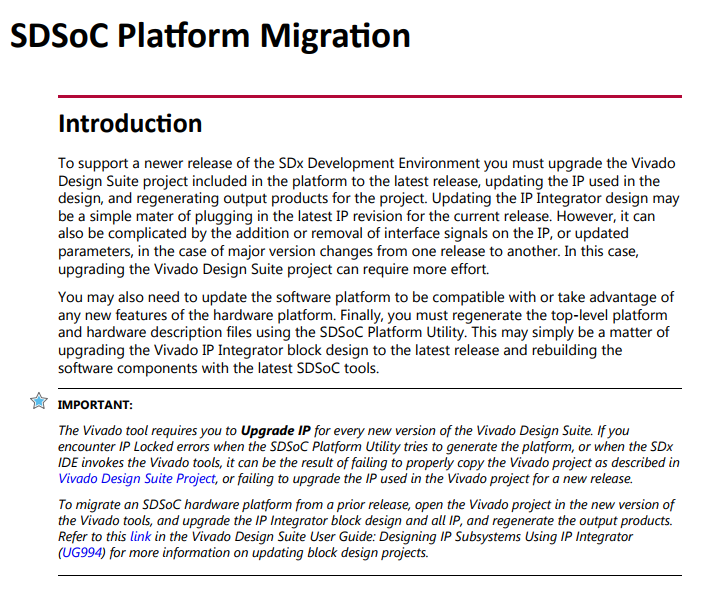 SDSoC Platform Migration
Introduction
To support a newer release of the SDx Development Environment you must upgrade the Vivado
Design Suite project included in the platform to the latest release, updating the IP used in the
design, and regenerating output products for the project. Updating the IP Integrator design may
be a simple mater of plugging in the latest IP revision for the current release. However, it can
also be complicated by the addition or removal of interface signals on the IP, or updated
parameters, in the case of major version changes from one release to another. In this case,
upgrading the Vivado Design Suite project can require more effort.
You may also need to update the software platform to be compatible with or take advantage of
any new features of the hardware platform. Finally, you must regenerate the top-level platform
and hardware description files using the SDSoC Platform Utility. This may simply be a matter of
upgrading the Vivado IP Integrator block design to the latest release and rebuilding the
software components with the latest SDSoC tools.
IMPORTANT:
The Vivado tool requires you to Upgrade IP for every new version of the Vivado Design Suite. If you
encounter IP Locked errors when the SDSoC Platform Utility tries to generate the platform, or when the SDx
IDE invokes the Vivado tools, it can be the result of failing to properly copy the Vivado project as described in
Vivado Design Suite Project, or failing to upgrade the IP used in the Vivado project for a new release.
To migrate an SDSoC hardware platform from a prior release, open the Vivado project in the new version of
the Vivado tools, and upgrade the IP Integrator block design and all IP, and regenerate the output products.
Refer to this link in the Vivado Design Suite User Guide: Designing IP Subsystems Using IP Integrator
(UG994) for more information on updating block design projects.